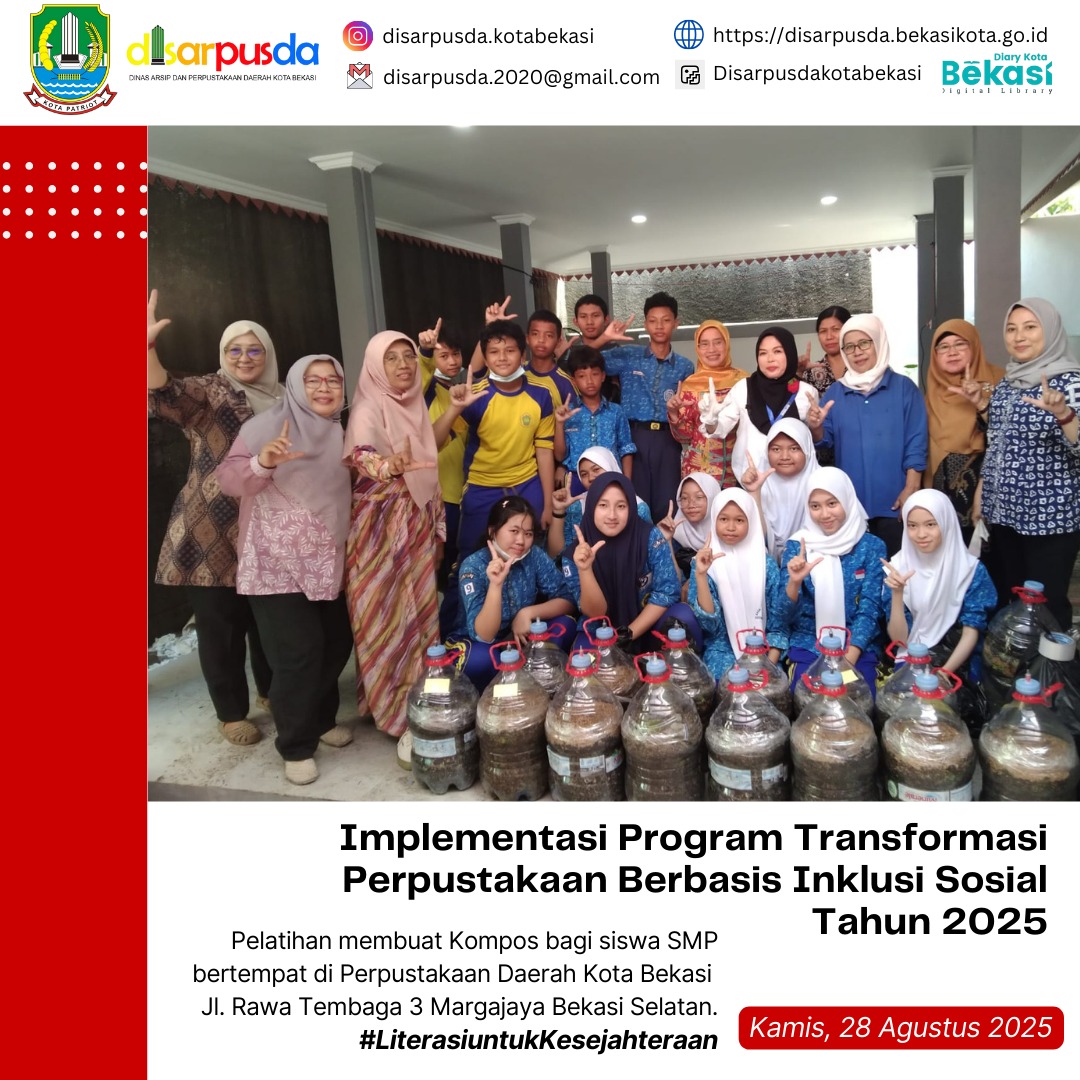 KOTA PATRIOT
disarpusda
DINAS ARSIP DAN PERPUSTAKAAN DAERAH KOTA BEKASI
disarpusda.kotabekasi
disarpusda.2020@gmail.com
https://disarpusda.bekasikota.go.id
Disarpusdakotabekasi
Diary Kota
Bekasi
Digital Library
Implementasi Program Transformasi
Perpustakaan Berbasis Inklusi Sosial
Tahun 2025
Pelatihan membuat Kompos bagi siswa SMP
bertempat di Perpustakaan Daerah Kota Bekasi
Jl. Rawa Tembaga 3 Margajaya Bekasi Selatan.
#LiterasiuntukKesejahteraan
Kamis, 28 Agustus 2025